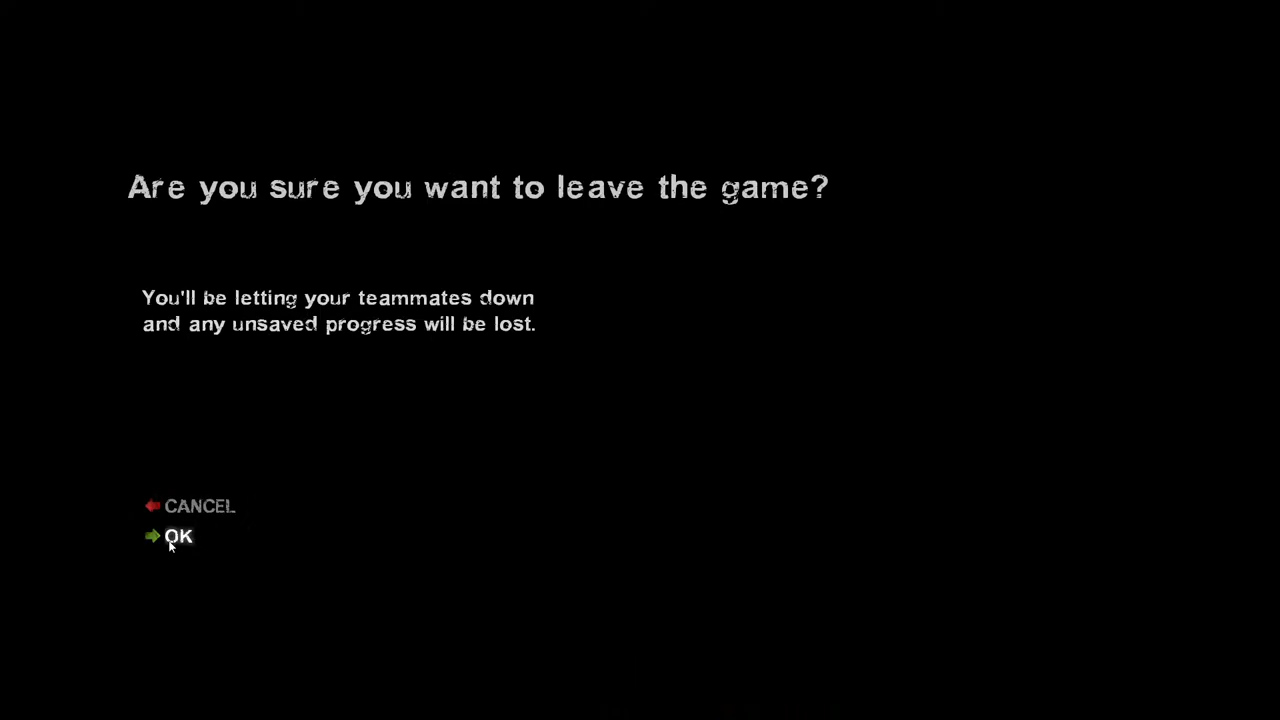 Are you sure you want to leave the game?
You'll be letting your teammates down
and any unsaved progress will be lost.
CANCEL
OK